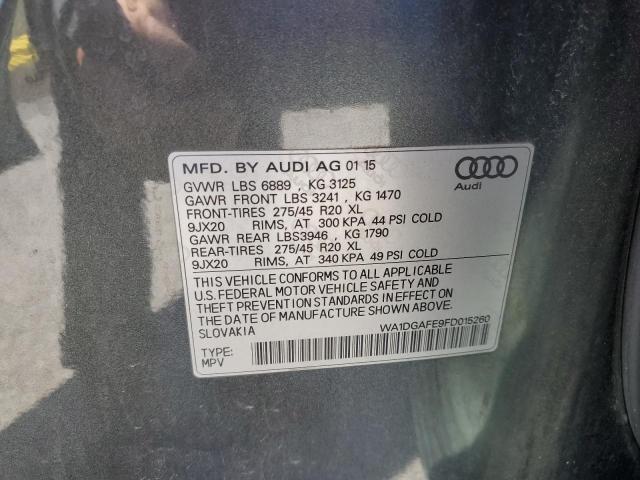 MFD. BY AUDI AG 01 15
GVWR LBS 6889 , KG 3125
GAWR FRONT LBS 3241 , KG 1470
FRONT-TIRES 275/45 R20 XL
9JX20 RIMS, AT 300 KPA 44 PSI COLD
GAWR REAR LBS3946 , KG 1790
REAR-TIRES 275/45 R20 XL
9JX20 RIMS, AT 340 KPA 49 PSI COLD
THIS VEHICLE CONFORMS TO ALL APPLICABLE
U.S. FEDERAL MOTOR VEHICLE SAFETY AND
THEFT PREVENTION STANDARDS IN EFFECT ON
THE DATE OF MANUFACTURE SHOWN ABOVE.
SLOVAKIA
WA1DGAFE9FD015260
TYPE:
MPV
Audi